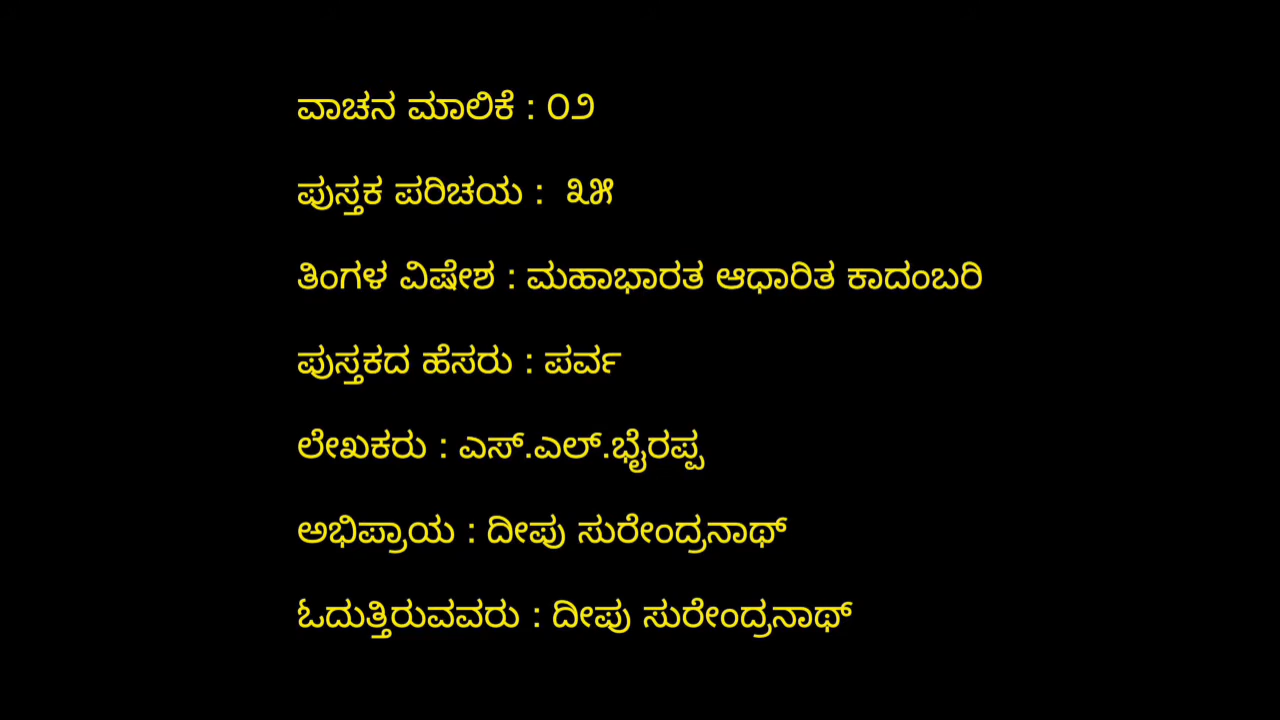 ವಾಚನ ಮಾಲಿಕೆ : ೦೨
ಪುಸ್ತಕ ಪರಿಚಯ : ೩೫
ತಿಂಗಳ ವಿಷೇಶ : ಮಹಾಭಾರತ ಆಧಾರಿತ ಕಾದಂಬರಿ
ಪುಸ್ತಕದ ಹೆಸರು : ಪರ್ವ
ಲೇಖಕರು : ಎಸ್.ಎಲ್.ಭೈರಪ್ಪ
ಅಭಿಪ್ರಾಯ : ದೀಪು ಸುರೇಂದ್ರನಾಥ್
ಓದುತ್ತಿರುವವರು : ದೀಪು ಸುರೇಂದ್ರನಾಥ್